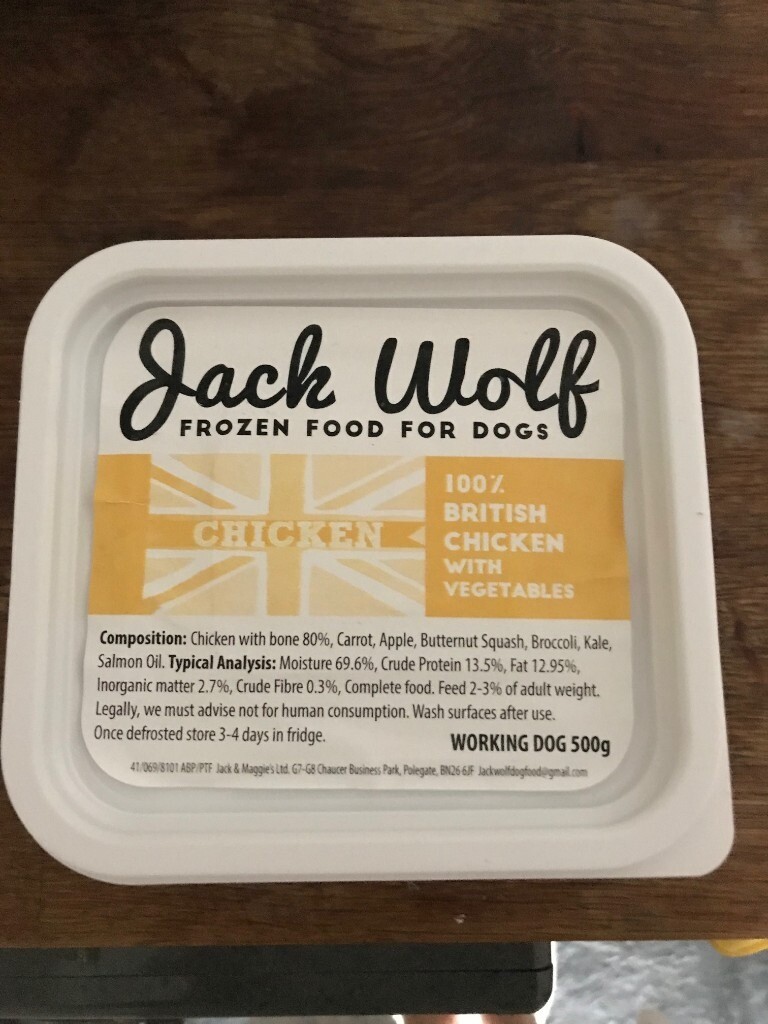 Jack Wolf
FROZEN FOOD FOR DOGS
CHICKEN
100%
BRITISH
CHICKEN
WITH
VEGETABLES
Composition: Chicken with bone 80%, Carrot, Apple, Butternut Squash, Broccoli, Kale,
Salmon Oil. Typical Analysis: Moisture 69.6%, Crude Protein 13.5%, Fat 12.95%,
Inorganic matter 2.7%, Crude Fibre 0.3%, Complete food. Feed 2-3% of adult weight.
Legally, we must advise not for human consumption. Wash surfaces after use.
Once defrosted store 3-4 days in fridge.
WORKING DOG 500g
41/069/8101 ABP/PTF Jack & Maggie's Ltd. G7-G8 Chaucer Business Park, Polegate, BN26 6JF Jackwolfdogfood@gmail.com